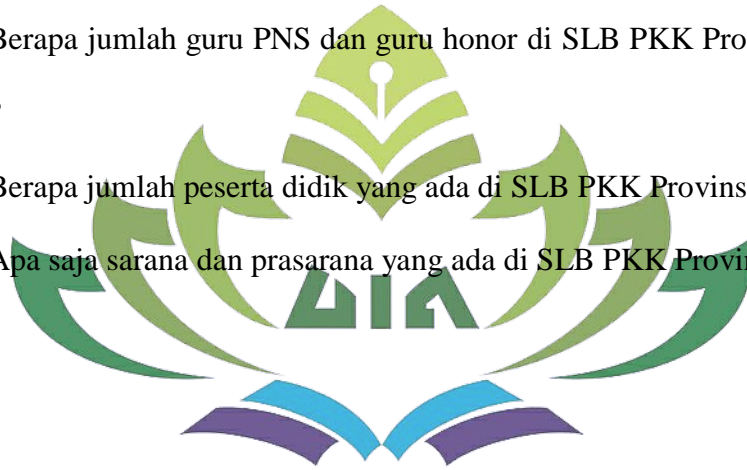 Berapa jumlah guru PNS dan guru honor di SLB PKK Pro
Berapa jumlah peserta didik yang ada di SLB PKK Provins
Apa saja sarana dan prasarana yang ada di SLB PKK Provin
UIN